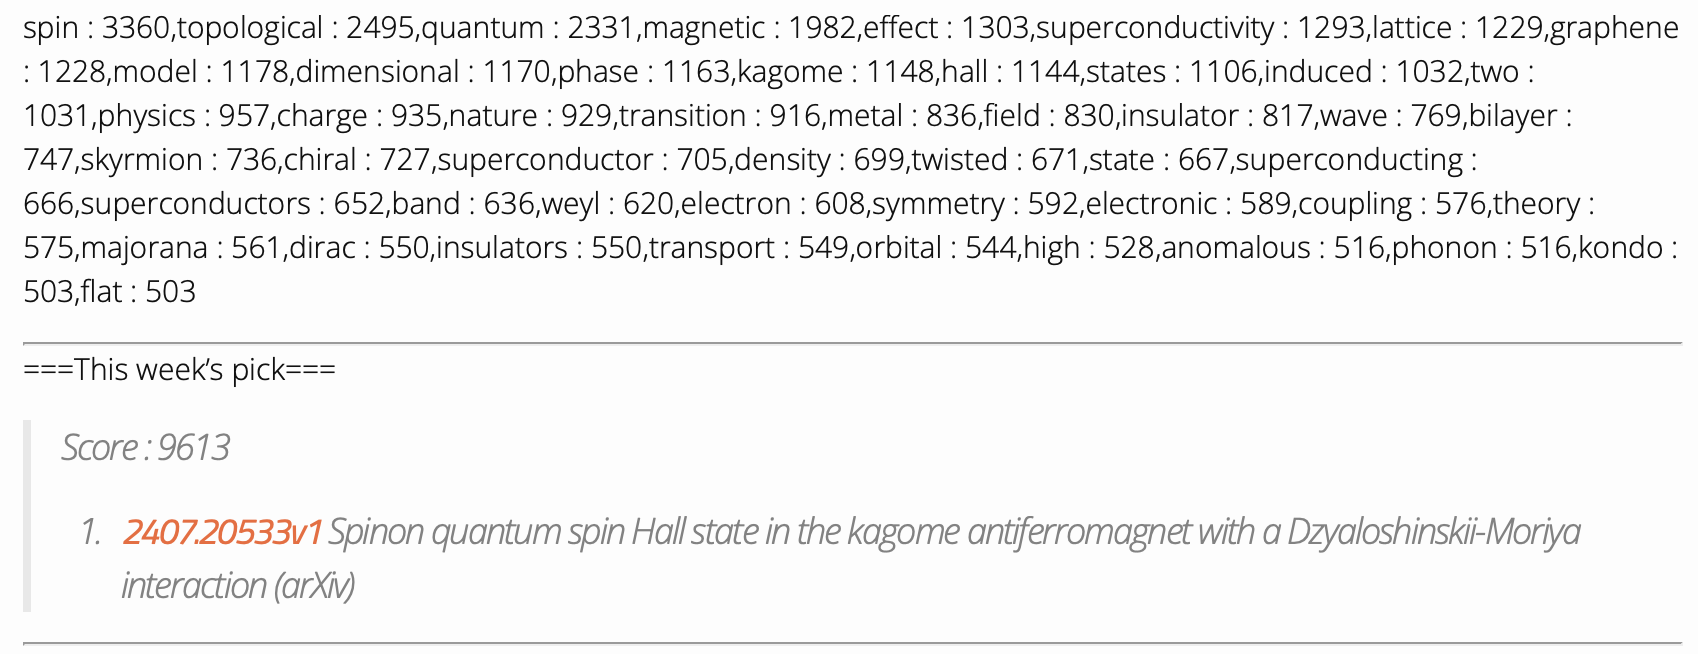 spin : 3360,topological : 2495,quantum : 2331,magnetic : 1982,effect : 1303,superconductivity : 1293,lattice : 1229,graphene
: 1228,model : 1178,dimensional : 1170,phase : 1163,kagome : 1148,hall : 1144,states : 1106,induced : 1032,two :
1031,physics : 957,charge : 935,nature : 929,transition : 916,metal : 836,field : 830,insulator : 817,wave : 769,bilayer :
747,skyrmion : 736,chiral : 727,superconductor : 705,density : 699,twisted : 671,state : 667,superconducting :
666,superconductors : 652,band : 636,weyl : 620,electron : 608,symmetry : 592,electronic : 589,coupling : 576,theory :
575,majorana : 561,dirac : 550,insulators : 550,transport : 549,orbital : 544,high : 528,anomalous : 516,phonon : 516,kondo :
503,flat : 503
===This week’s pick===
Score : 9613
1. 2407.20533v1 Spinon quantum spin Hall state in the kagome antiferromagnet with a Dzyaloshinskii-Moriya
interaction (arXiv)